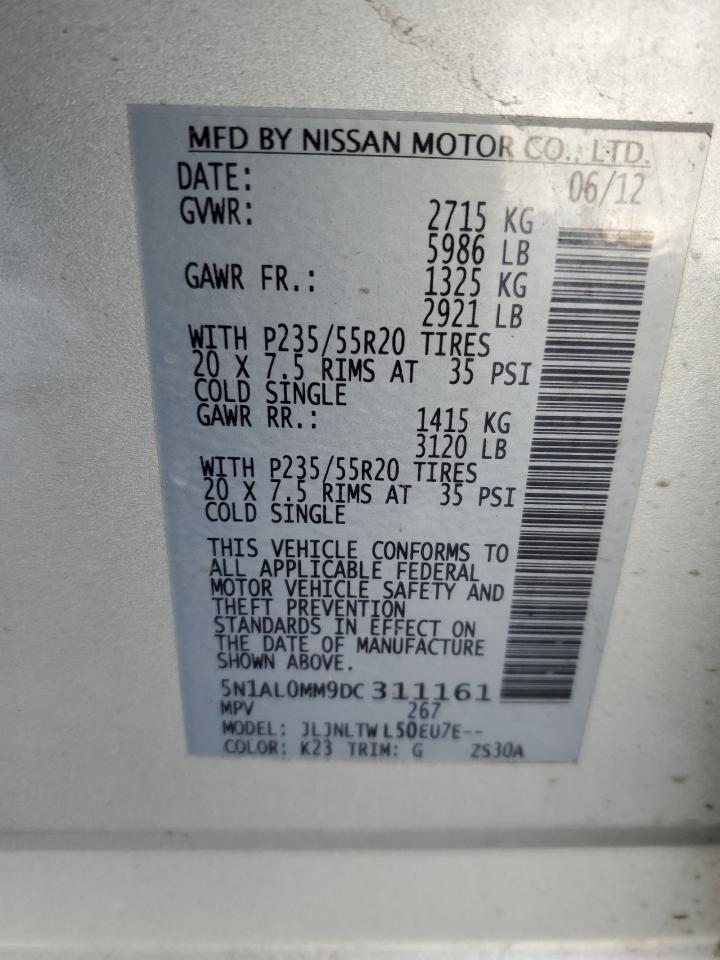 MFD BY NISSAN MOTOR CO., LTD.
DATE: 06/12
GVWR: 2715 KG
5986 LB
GAWR FR.: 1325 KG
2921 LB
WITH P235/55R20 TIRES
20 X 7.5 RIMS AT 35 PSI
COLD SINGLE
GAWR RR.: 1415 KG
3120 LB
WITH P235/55R20 TIRES
20 X 7.5 RIMS AT 35 PSI
COLD SINGLE
THIS VEHICLE CONFORMS TO
ALL APPLICABLE FEDERAL
MOTOR VEHICLE SAFETY AND
THEFT PREVENTION
STANDARDS IN EFFECT ON
THE DATE OF MANUFACTURE
SHOWN ABOVE.
5N1AL0MM9DC 311161
MPV 267
MODEL: JLJNLTW L50EU7E--
COLOR: K23 TRIM: G ZS30A